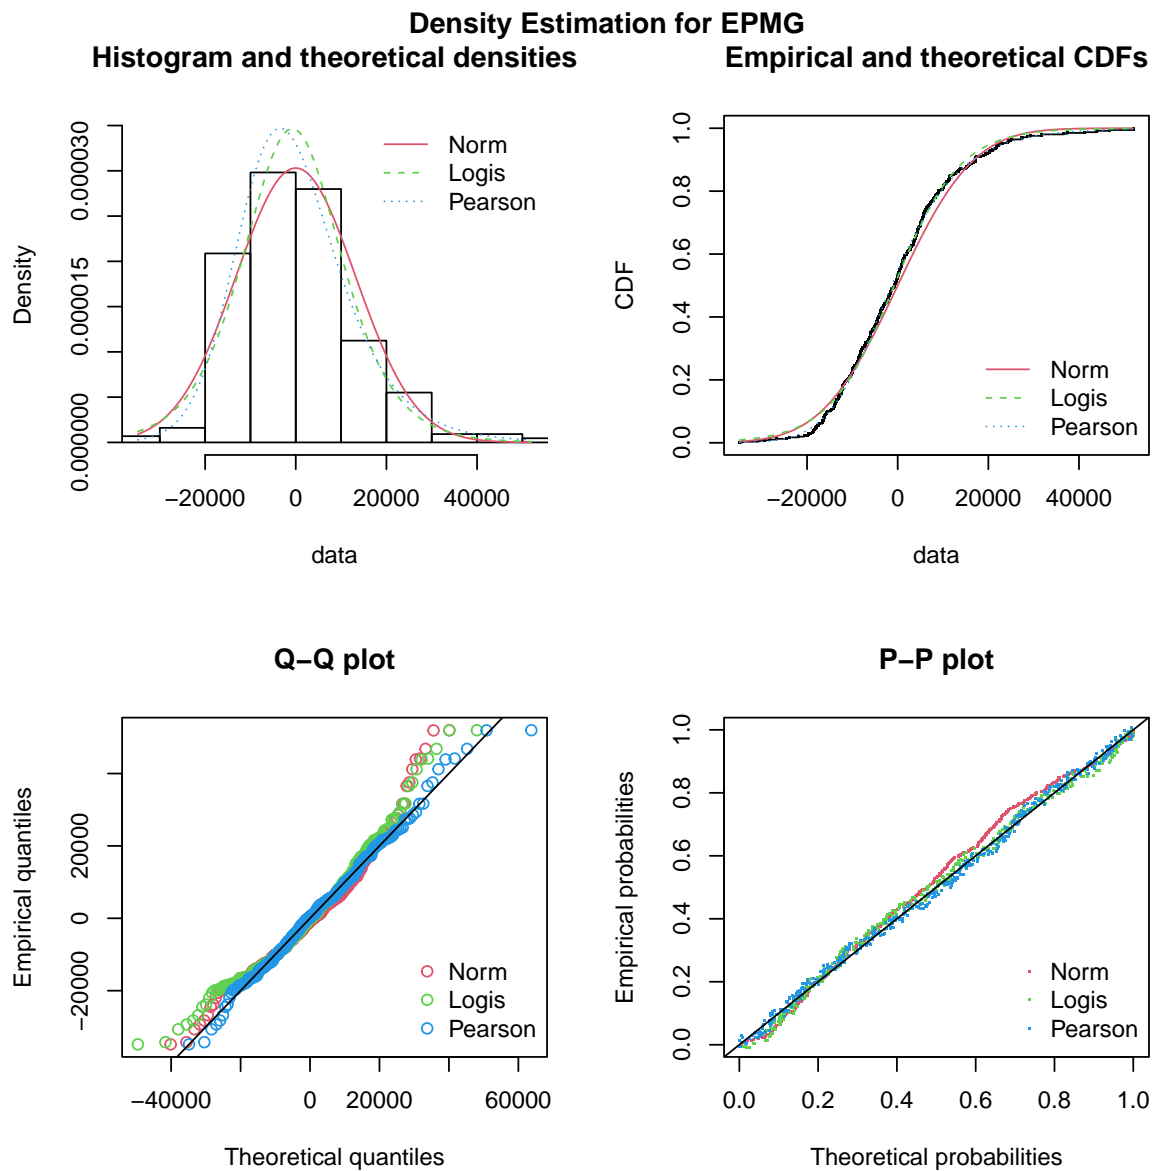 Density Estimation for EPMG
Histogram and theoretical densities
Density
0.000000
0.000015
0.000030
−20000 0 20000 40000
data
Norm
Logis
Pearson
Empirical and theoretical CDFs
CDF
0.0 0.2 0.4 0.6 0.8 1.0
−20000 0 20000 40000
data
Norm
Logis
Pearson
Q−Q plot
Empirical quantiles
−20000 0 20000
−40000 0 20000 60000
Theoretical quantiles
Norm
Logis
Pearson
P−P plot
Empirical probabilities
0.0 0.2 0.4 0.6 0.8 1.0
0.0 0.2 0.4 0.6 0.8 1.0
Theoretical probabilities
Norm
Logis
Pearson